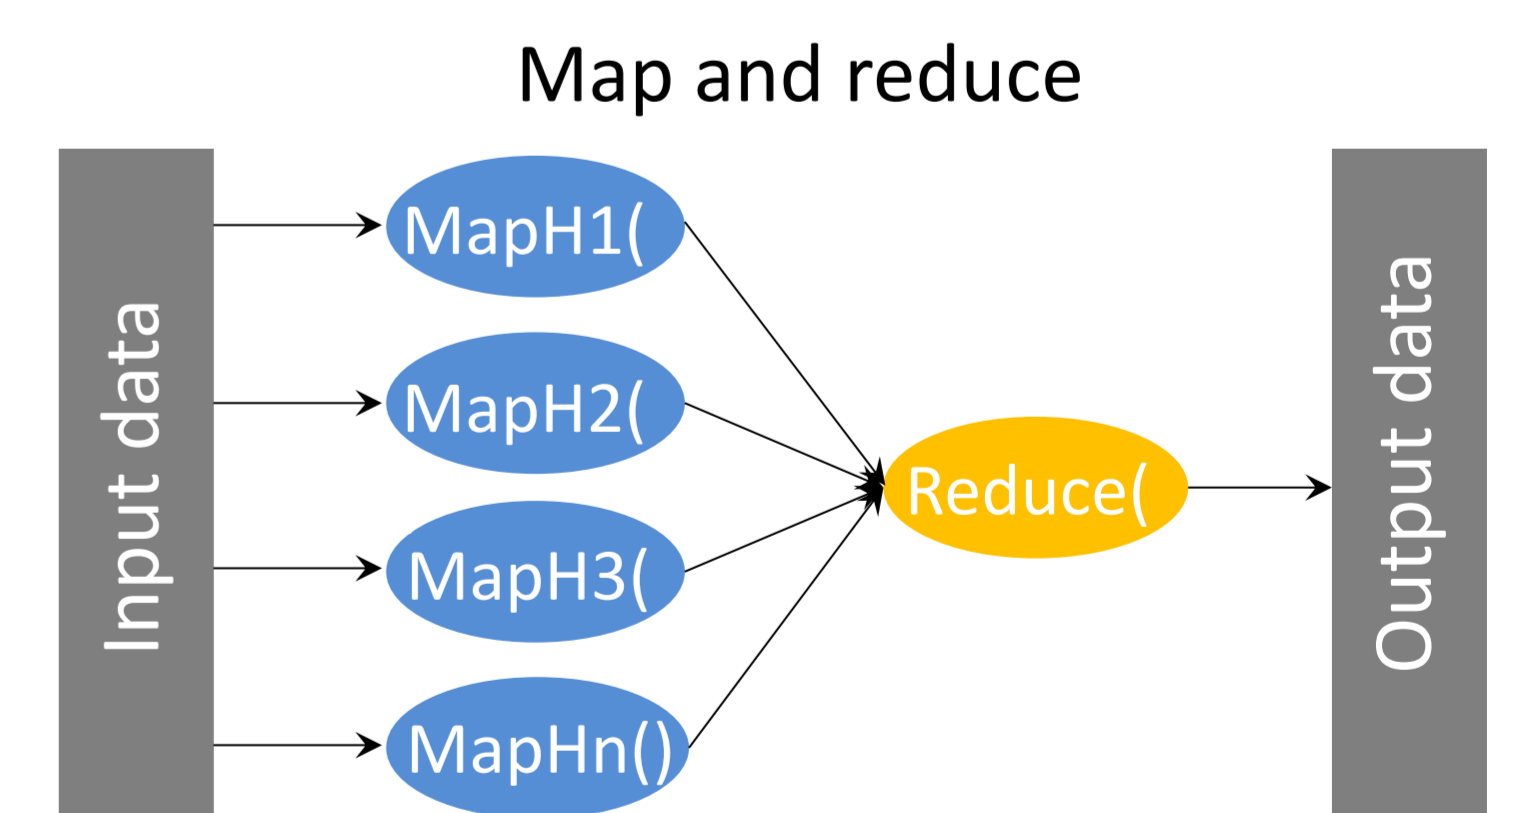 Map and reduce
Input data
MapH1(
MapH2(
MapH3(
MapHn()
Reduce(
Output data